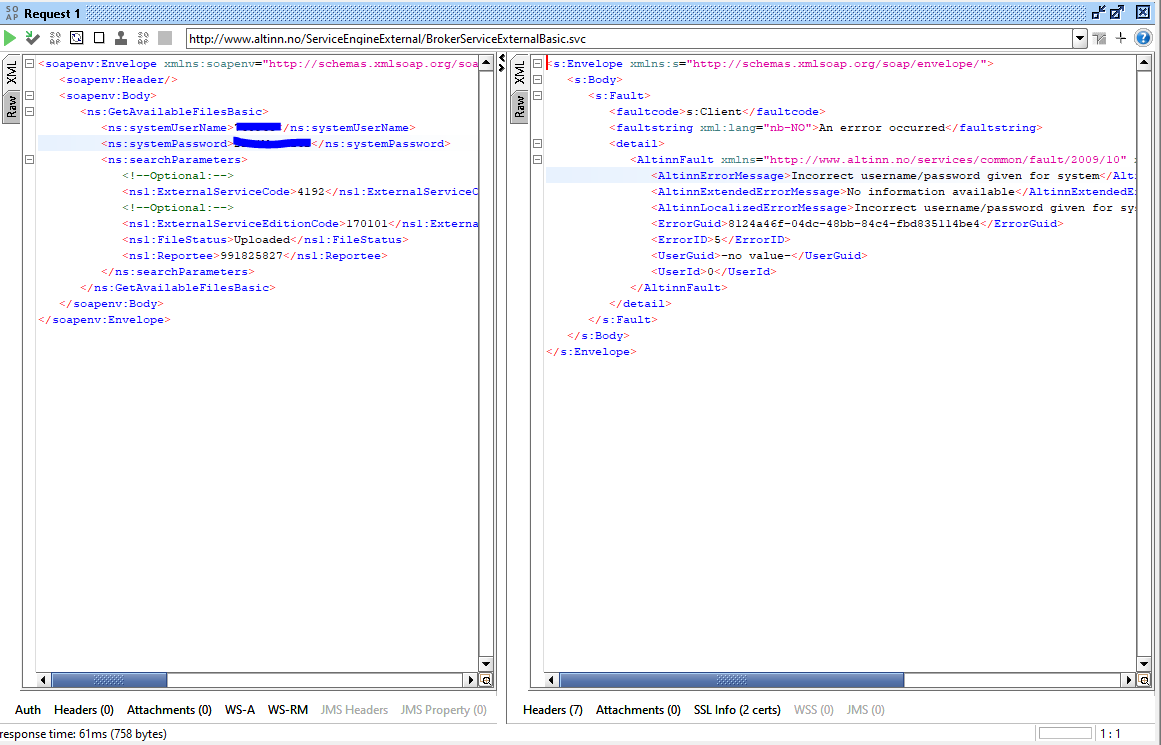 SO AP Request 1
SO AP
SO AP
http://www.altinn.no/ServiceEngineExternal/BrokerServiceExternalBasic.svc
XML
Raw
<soapenv:Envelope xmlns:soapenv="http://schemas.xmlsoap.org/soa
<soapenv:Header/>
<soapenv:Body>
<ns:GetAvailableFilesBasic>
<ns:systemUserName> /ns:systemUserName>
<ns:systemPassword> </ns:systemPassword>
<ns:searchParameters>
<!--Optional:-->
<ns1:ExternalServiceCode>4192</ns1:ExternalServiceC
<!--Optional:-->
<ns1:ExternalServiceEditionCode>170101</ns1:Externa
<ns1:FileStatus>Uploaded</ns1:FileStatus>
<ns1:Reportee>991825827</ns1:Reportee>
</ns:searchParameters>
</ns:GetAvailableFilesBasic>
</soapenv:Body>
</soapenv:Envelope>
XML
Raw
<s:Envelope xmlns:s="http://schemas.xmlsoap.org/soap/envelope/">
<s:Body>
<s:Fault>
<faultcode>s:Client</faultcode>
<faultstring xml:lang="nb-NO">An errror occurred</faultstring>
<detail>
<AltinnFault xmlns="http://www.altinn.no/services/common/fault/2009/10"
<AltinnErrorMessage>Incorrect username/password given for system</Alti
<AltinnExtendedErrorMessage>No information available</AltinnExtendedE
<AltinnLocalizedErrorMessage>Incorrect username/password given for sy
<ErrorGuid>8124a46f-04dc-48bb-84c4-fbd835114be4</ErrorGuid>
<ErrorID>5</ErrorID>
<UserGuid>-no value-</UserGuid>
<UserId>0</UserId>
</AltinnFault>
</detail>
</s:Fault>
</s:Body>
</s:Envelope>
Auth Headers (0) Attachments (0) WS-A WS-RM JMS Headers JMS Property (0)
Headers (7) Attachments (0) SSL Info (2 certs) WSS (0) JMS (0)
response time: 61ms (758 bytes)
1 : 1